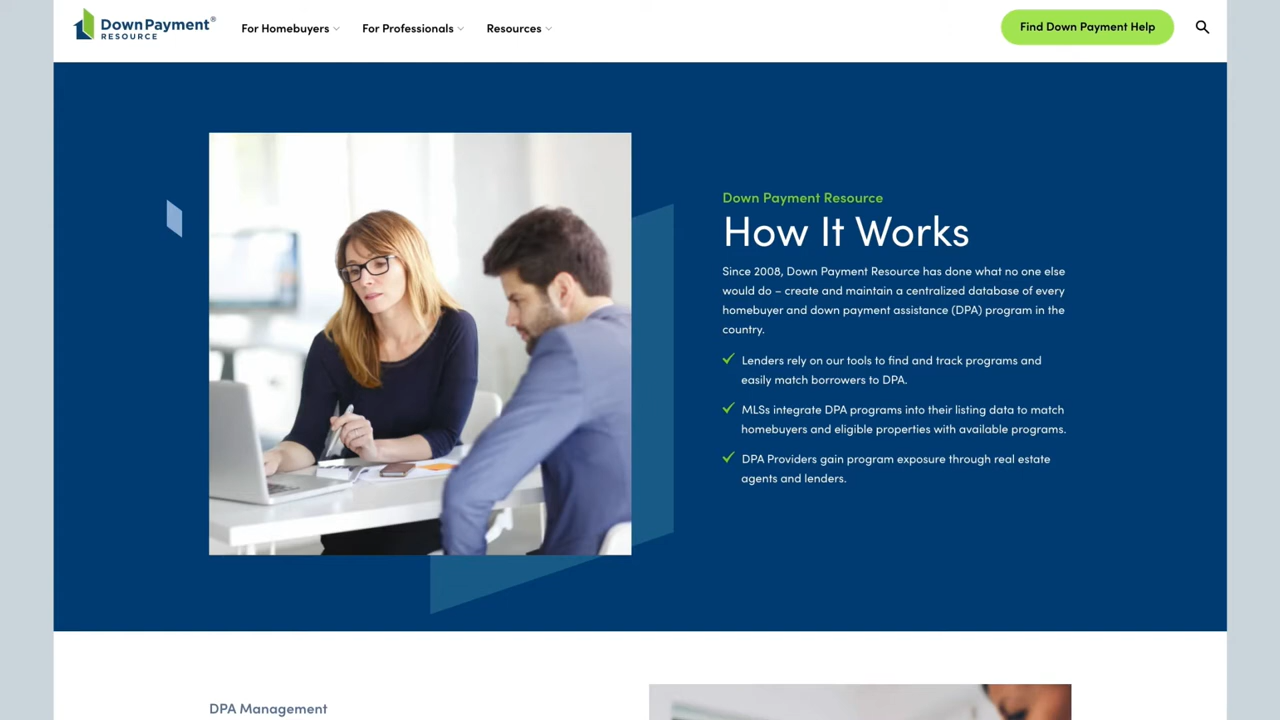 DownPayment®
RESOURCE
For Homebuyers
For Professionals
Resources
Find Down Payment Help
Down Payment Resource
How It Works
Since 2008, Down Payment Resource has done what no one else
would do – create and maintain a centralized database of every
homebuyer and down payment assistance (DPA) program in the
country.
Lenders rely on our tools to find and track programs and
easily match borrowers to DPA.
MLSs integrate DPA programs into their listing data to match
homebuyers and eligible properties with available programs.
DPA Providers gain program exposure through real estate
agents and lenders.
DPA Management